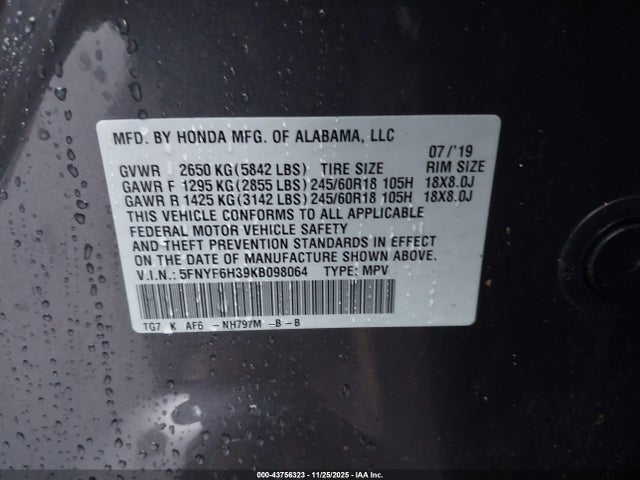 MFD. BY HONDA MFG. OF ALABAMA, LLC
07/'19
GVWR 2650 KG(5842 LBS) TIRE SIZE RIM SIZE
GAWR F 1295 KG(2855 LBS) 245/60R18 105H 18X8.0J
GAWR R 1425 KG(3142 LBS) 245/60R18 105H 18X8.0J
THIS VEHICLE CONFORMS TO ALL APPLICABLE
FEDERAL MOTOR VEHICLE SAFETY
AND THEFT PREVENTION STANDARDS IN EFFECT
ON THE DATE OF MANUFACTURE SHOWN ABOVE.
V.I.N.: 5FNYF6H39KB098064 TYPE: MPV
TG7 K AF6 -NH797M -B -B
00-43756323 - 11/25/2025 - IAA Inc.